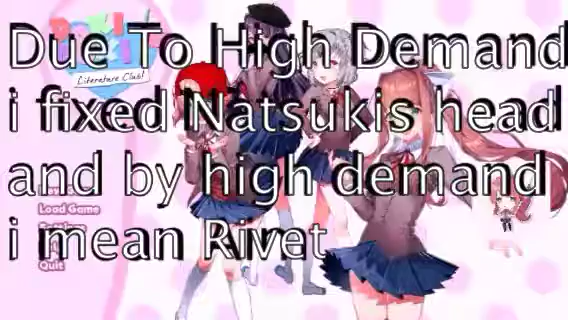 Due To High Demand
i fixed Natsukis head
and by high demand
i mean Rivet
Literature Club!
Load Game
Quit